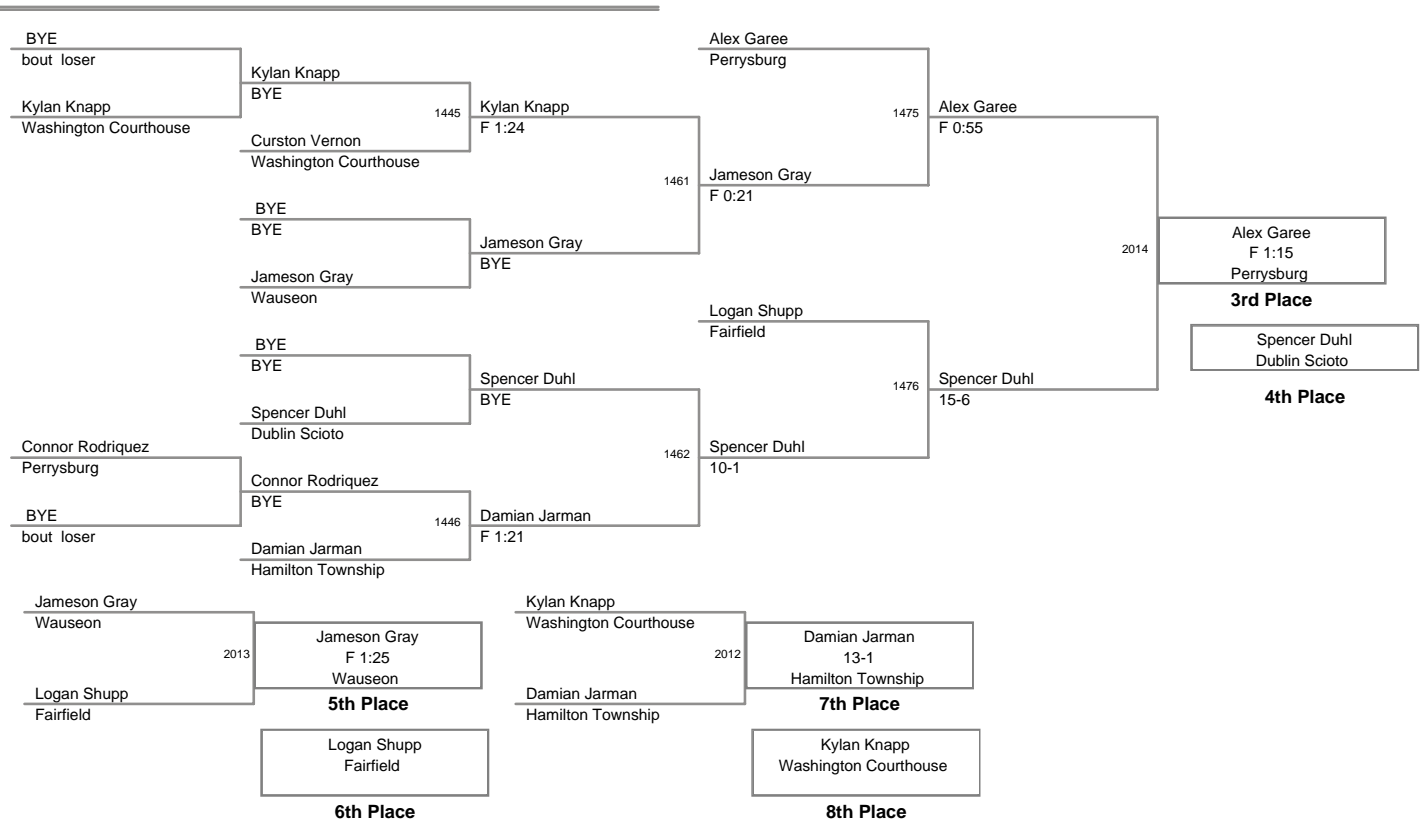 BYE
bout loser
Kylan Knapp
Washington Courthouse
Kylan Knapp
BYE
1445
Curston Vernon
Washington Courthouse
Kylan Knapp
F 1:24
1461
BYE
BYE
Jameson Gray
Wauseon
Jameson Gray
BYE
Alex Garee
Perrysburg
1475
Jameson Gray
F 0:21
Alex Garee
F 0:55
2014
BYE
BYE
Spencer Duhl
Dublin Scioto
Spencer Duhl
BYE
1462
Connor Rodriquez
Perrysburg
BYE
bout loser
Connor Rodriquez
BYE
1446
Damian Jarman
Hamilton Township
Damian Jarman
F 1:21
Logan Shupp
Fairfield
1476
Spencer Duhl
10-1
Spencer Duhl
15-6
Alex Garee
F 1:15
Perrysburg
3rd Place
Spencer Duhl
Dublin Scioto
4th Place
Jameson Gray
Wauseon
2013
Logan Shupp
Fairfield
Jameson Gray
F 1:25
Wauseon
5th Place
Logan Shupp
Fairfield
6th Place
Kylan Knapp
Washington Courthouse
2012
Damian Jarman
Hamilton Township
Damian Jarman
13-1
Hamilton Township
7th Place
Kylan Knapp
Washington Courthouse
8th Place